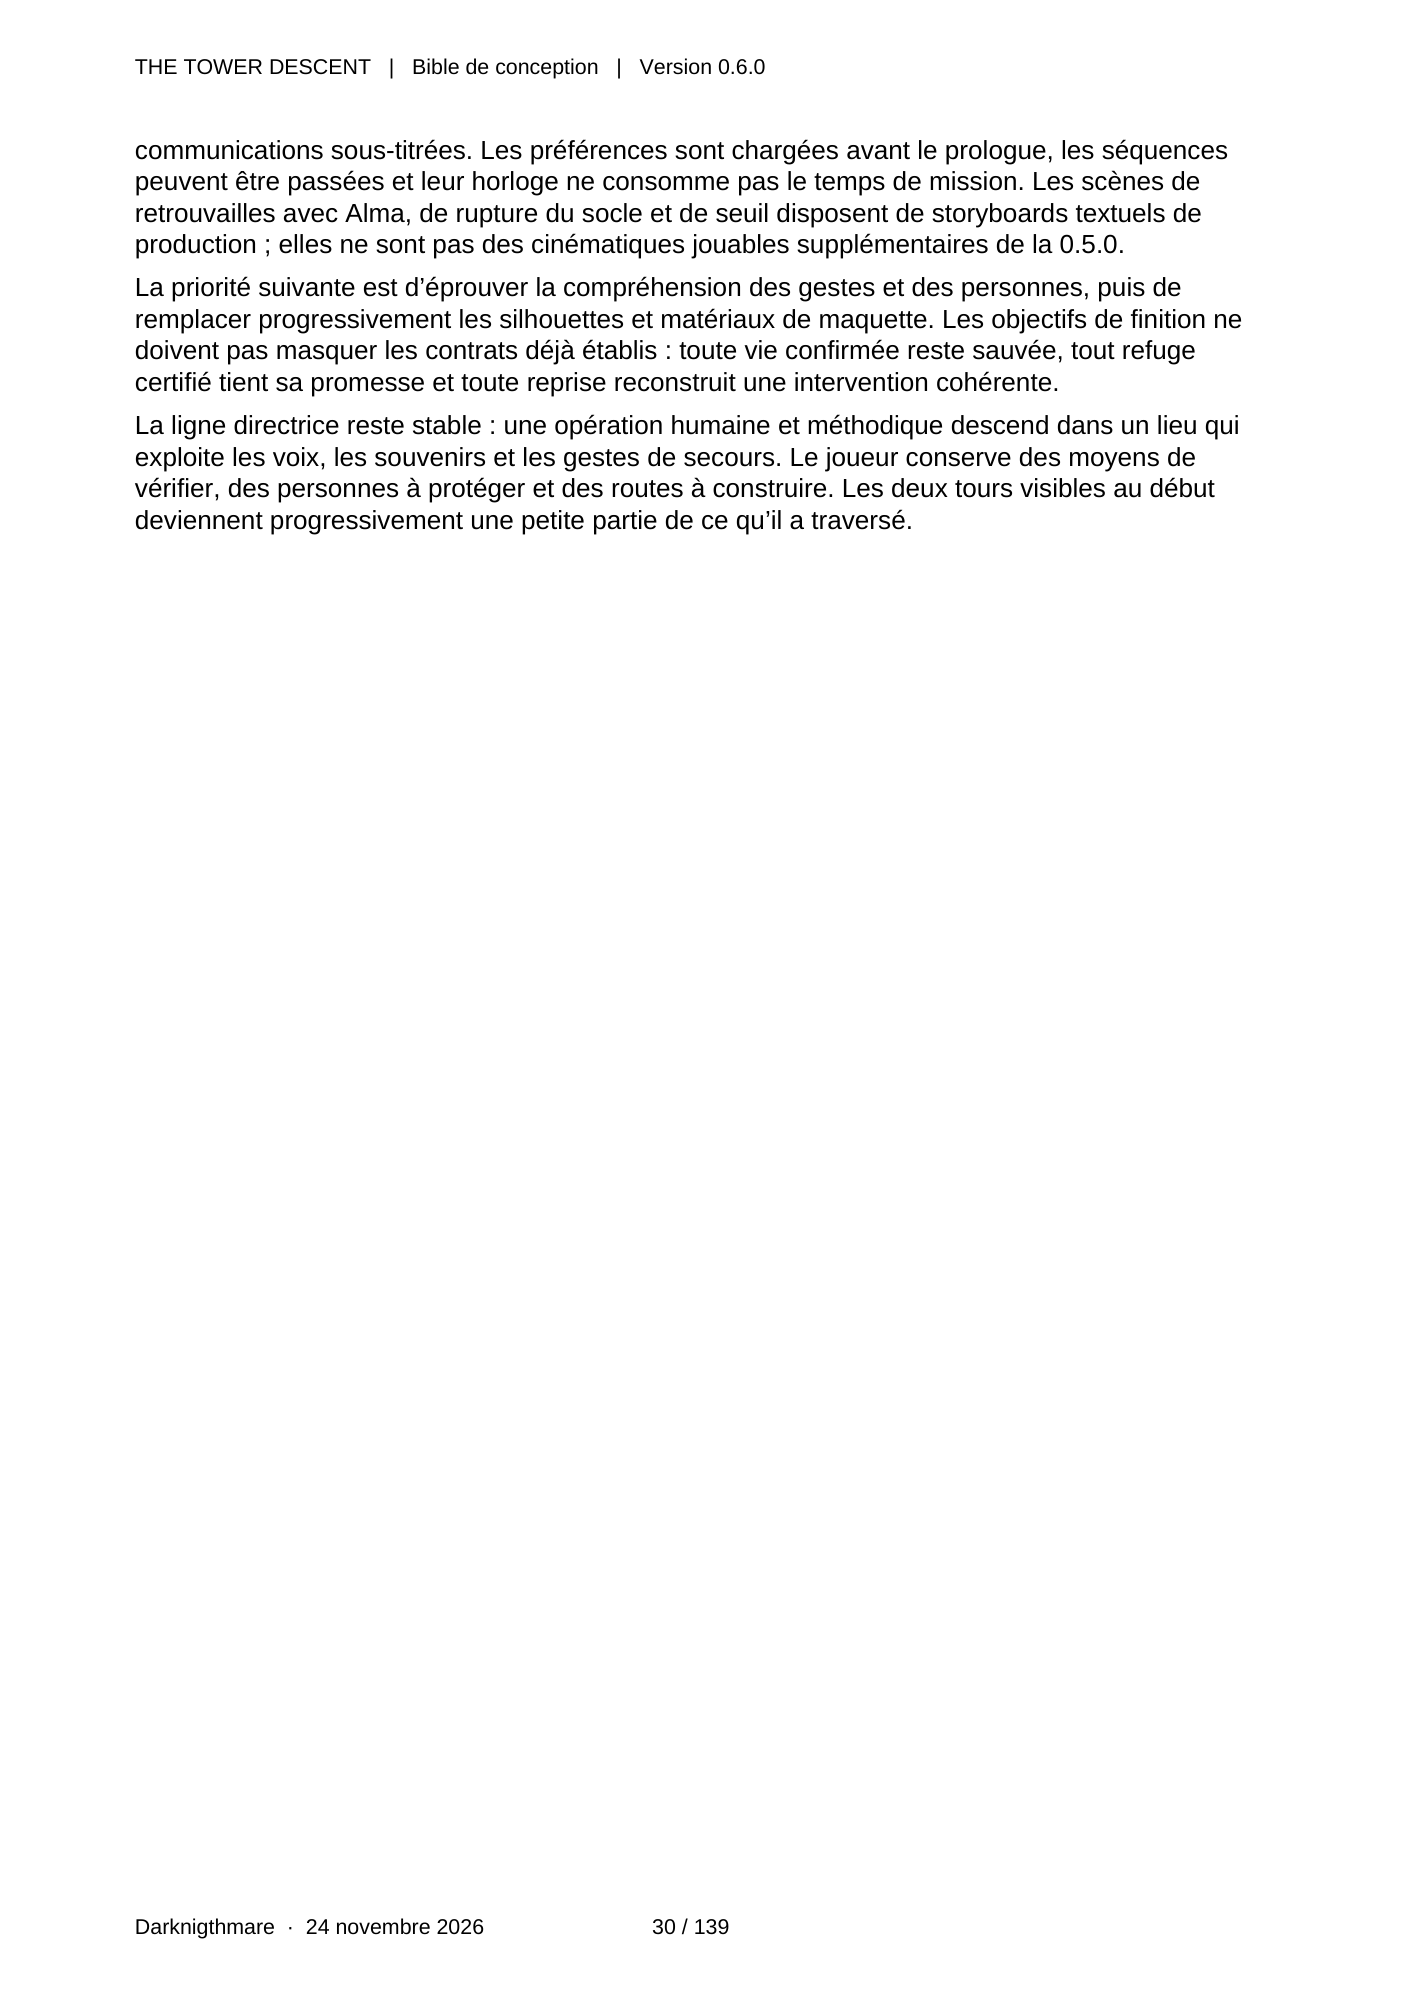 THE TOWER DESCENT | Bible de conception | Version 0.6.0
communications sous-titrées. Les préférences sont chargées avant le prologue, les séquences
peuvent être passées et leur horloge ne consomme pas le temps de mission. Les scènes de
retrouvailles avec Alma, de rupture du socle et de seuil disposent de storyboards textuels de
production ; elles ne sont pas des cinématiques jouables supplémentaires de la 0.5.0.
La priorité suivante est d’éprouver la compréhension des gestes et des personnes, puis de
remplacer progressivement les silhouettes et matériaux de maquette. Les objectifs de finition ne
doivent pas masquer les contrats déjà établis : toute vie confirmée reste sauvée, tout refuge
certifié tient sa promesse et toute reprise reconstruit une intervention cohérente.
La ligne directrice reste stable : une opération humaine et méthodique descend dans un lieu qui
exploite les voix, les souvenirs et les gestes de secours. Le joueur conserve des moyens de
vérifier, des personnes à protéger et des routes à construire. Les deux tours visibles au début
deviennent progressivement une petite partie de ce qu’il a traversé.
Darknigthmare · 24 novembre 2026 30 / 139